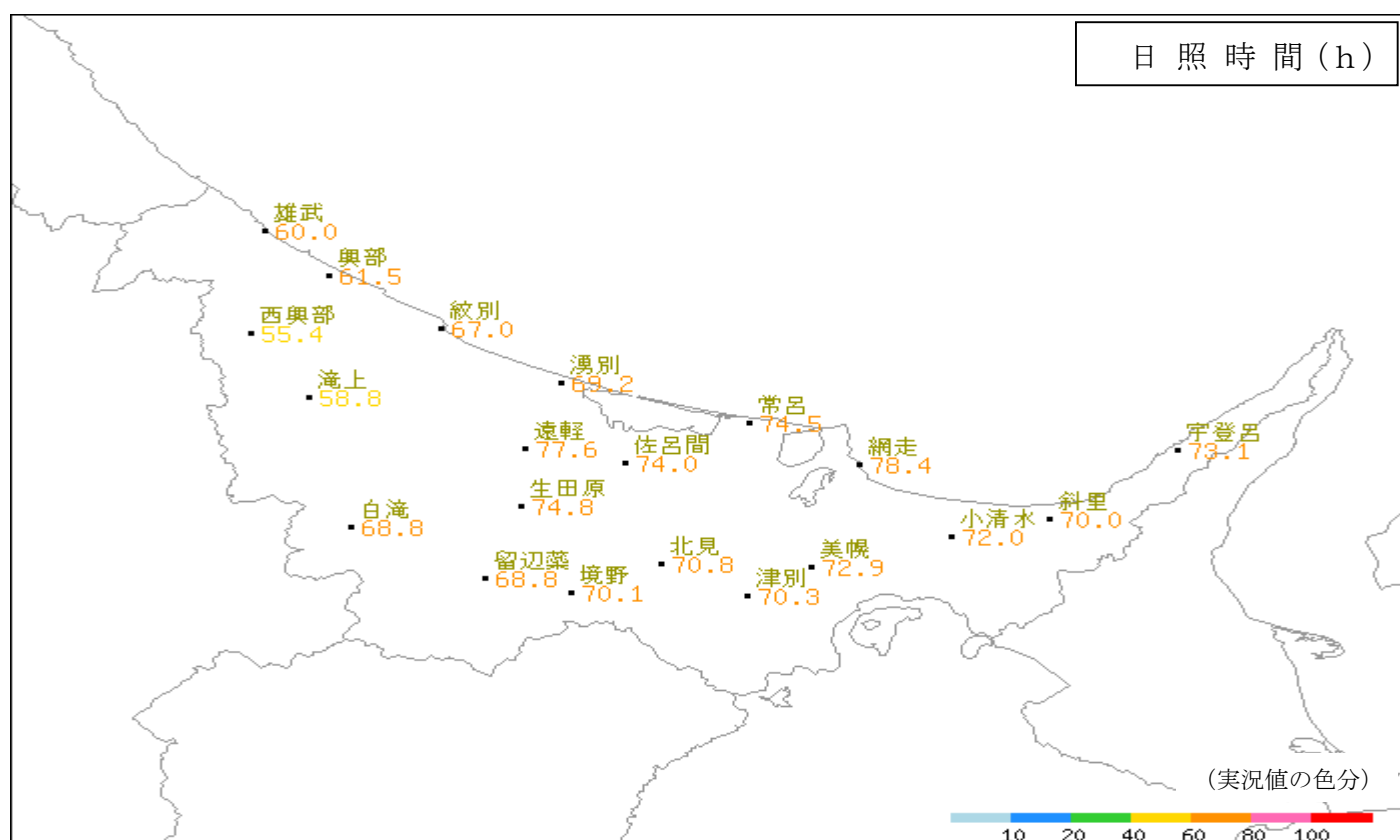 日照時間(h)
雄武
60.0
興部
61.5
西興部
55.4
紋別
67.0
滝上
58.8
湧別
69.2
常呂
74.5
遠軽
77.6
佐呂間
74.0
網走
78.4
宇登呂
73.1
生田原
74.8
白滝
68.8
斜里
70.0
小清水
72.0
留辺蘂
68.8
境野
70.1
北見
70.8
津別
70.3
美幌
72.9
(実況値の色分)
10 20 40 60 80 100